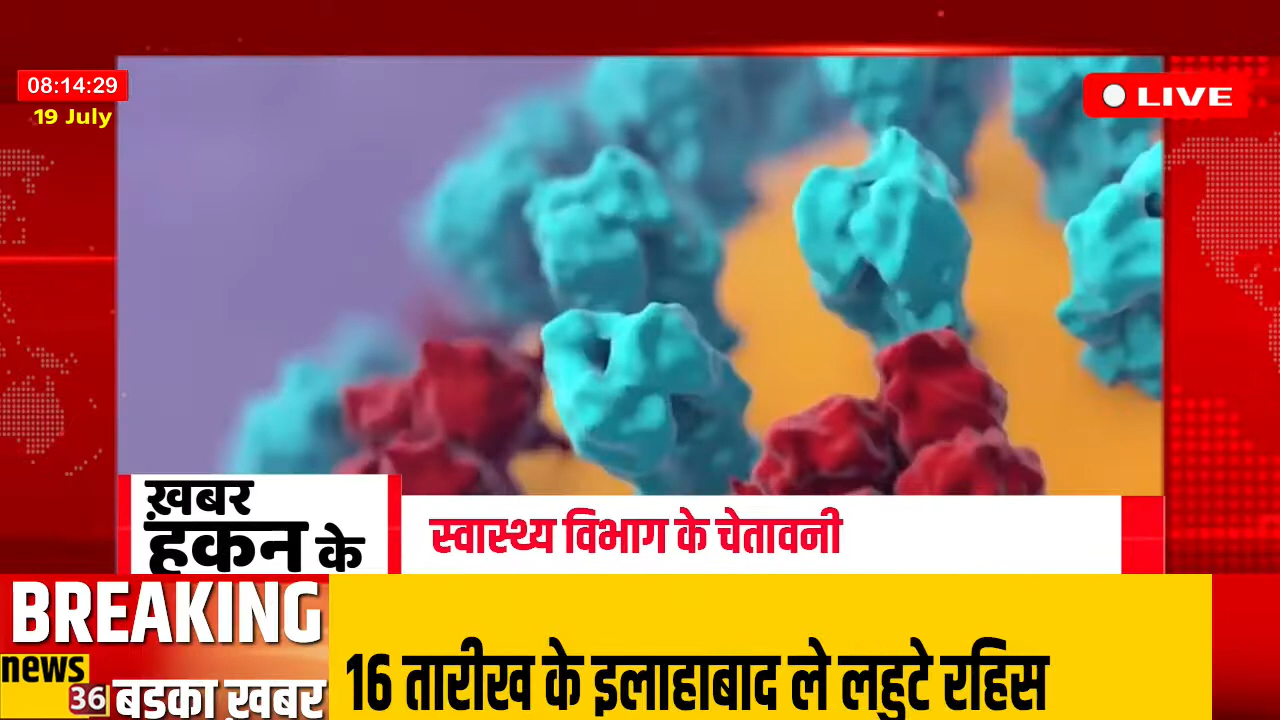 08:14:29
19 July
LIVE
ख़बर
हकन के
स्वास्थ्य विभाग के चेतावनी
BREAKING
news
36
बड़का ख़बर
16 तारीख के इलाहाबाद ले लहुटे रहिस